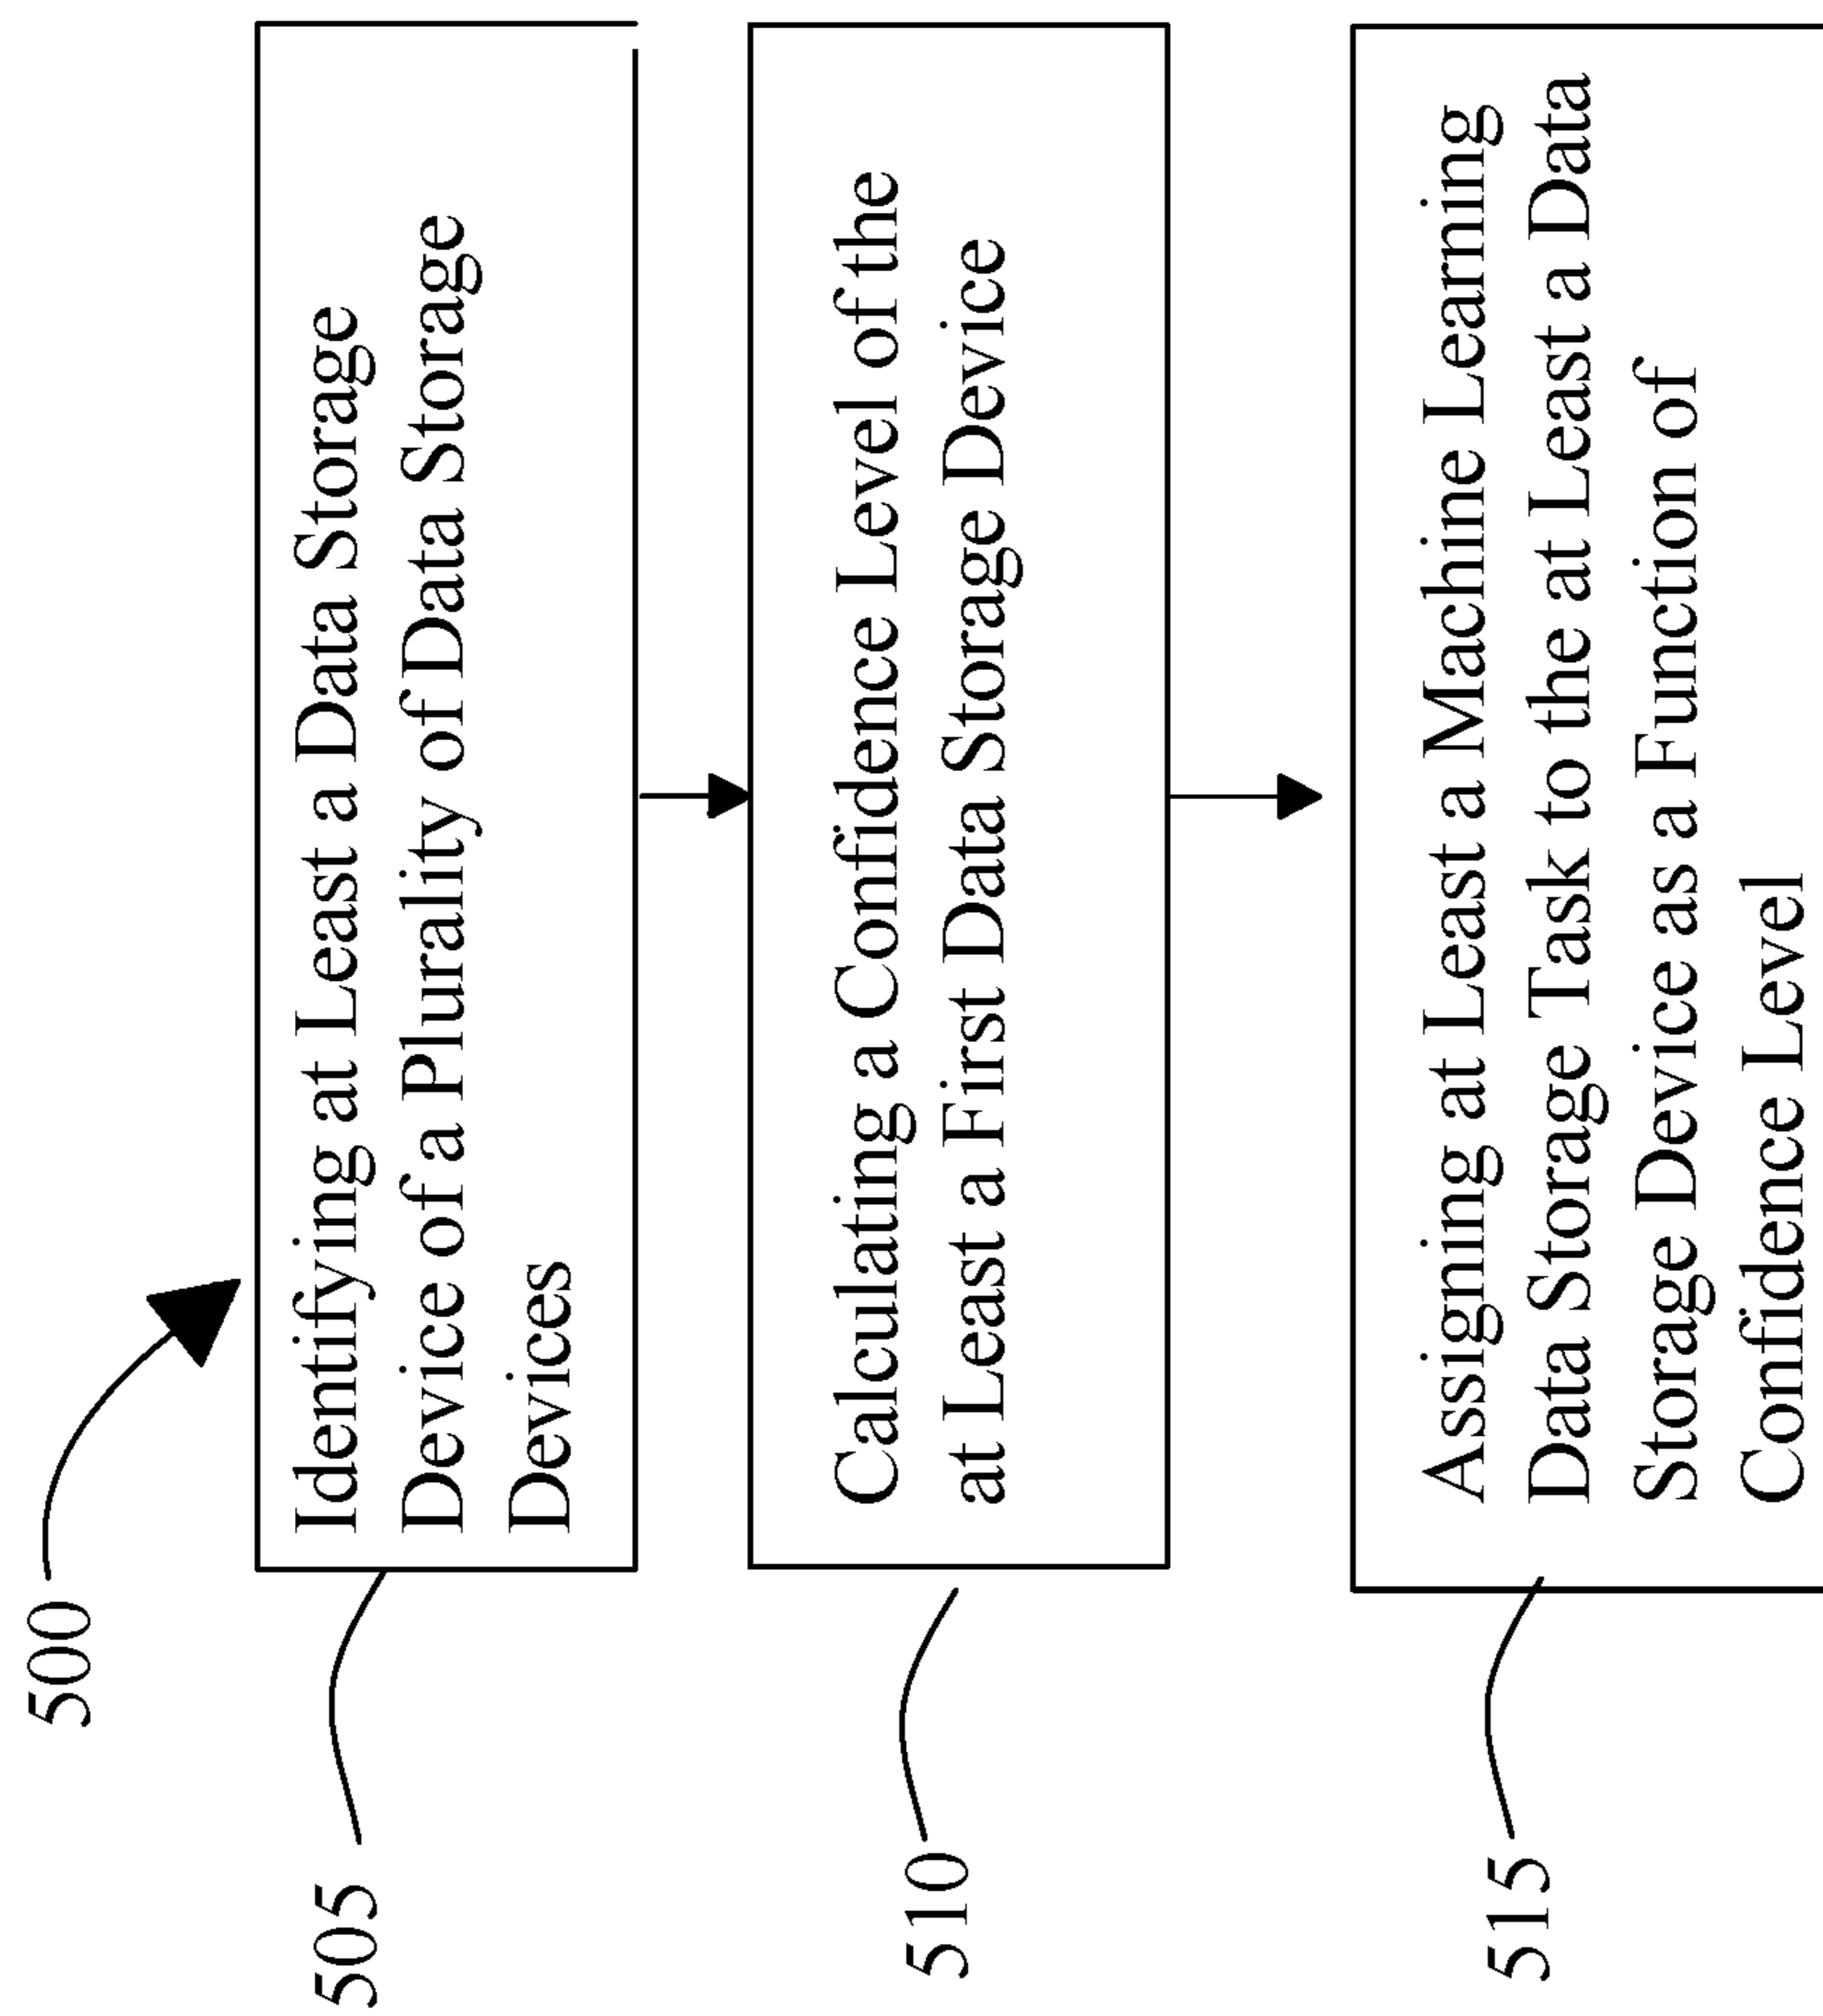 500
505
Identifying at Least a Data Storage
Device of a Plurality of Data Storage
Devices
510
Calculating a Confidence Level of the
at Least a First Data Storage Device
515
Assigning at Least a Machine Learning
Data Storage Task to the at Least a Data
Storage Device as a Function of
Confidence Level